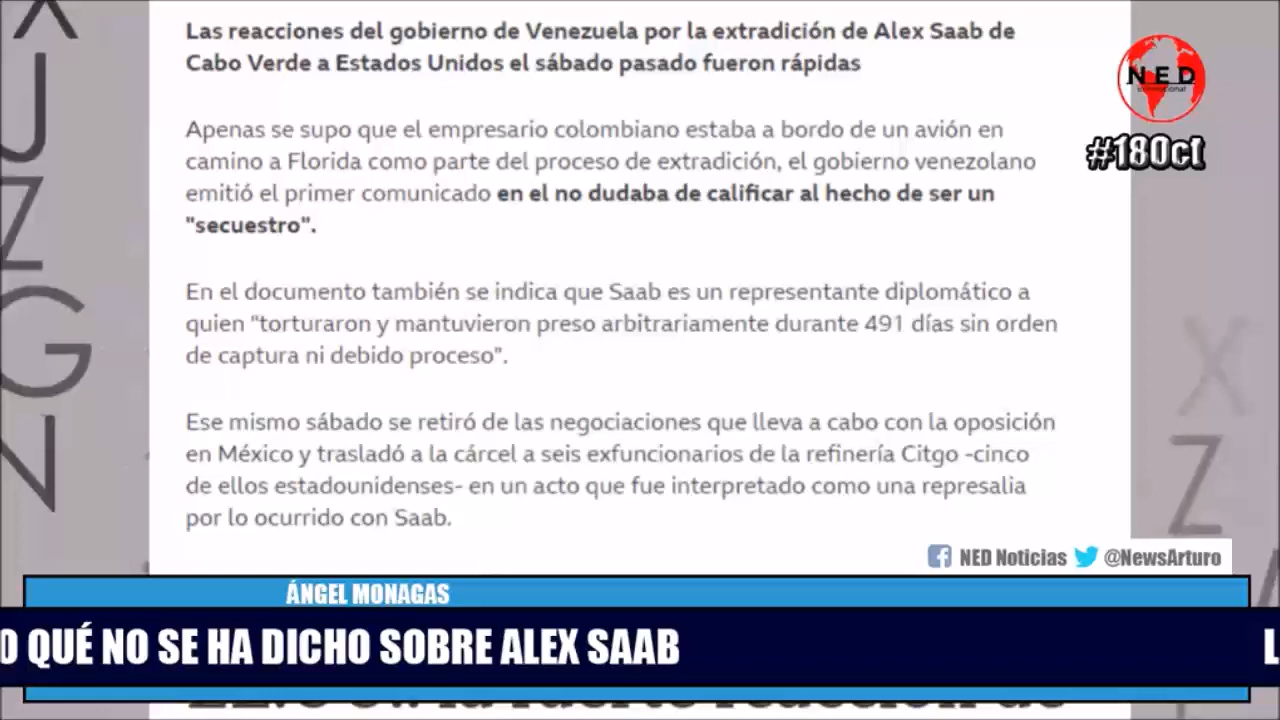 Las reacciones del gobierno de Venezuela por la extradición de Alex Saab de
Cabo Verde a Estados Unidos el sábado pasado fueron rápidas
NED
International
#18Oct
Apenas se supo que el empresario colombiano estaba a bordo de un avión en
camino a Florida como parte del proceso de extradición, el gobierno venezolano
emitió el primer comunicado en el no dudaba de calificar al hecho de ser un
"secuestro".
En el documento también se indica que Saab es un representante diplomático a
quien "torturaron y mantuvieron preso arbitrariamente durante 491 días sin orden
de captura ni debido proceso".
Ese mismo sábado se retiró de las negociaciones que lleva a cabo con la oposición
en México y trasladó a la cárcel a seis exfuncionarios de la refinería Citgo -cinco
de ellos estadounidenses- en un acto que fue interpretado como una represalia
por lo ocurrido con Saab.
NED Noticias @NewsArturo
ÁNGEL MONAGAS
O QUÉ NO SE HA DICHO SOBRE ALEX SAAB L